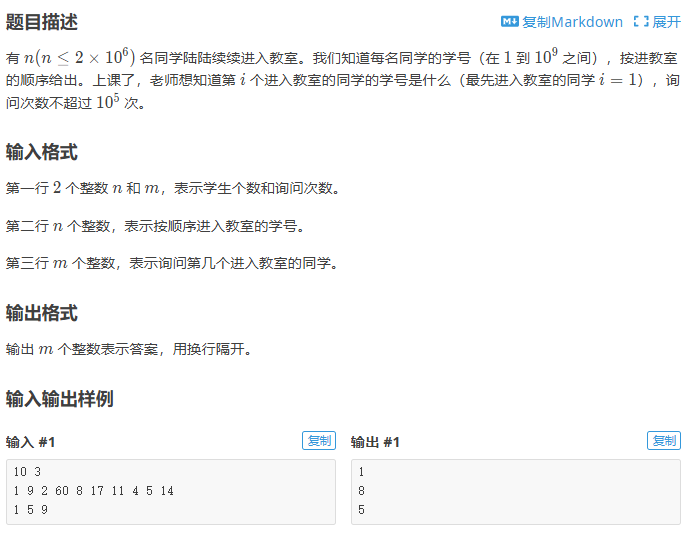 题目描述 复制Markdown 展开
有 n(n ≤ 2 × 10⁶) 名同学陆陆续续进入教室。我们知道每名同学的学号（在 1 到 10⁹ 之间），按进教室
的顺序给出。上课了，老师想知道第 i 个进入教室的同学的学号是什么（最先进入教室的同学 i = 1），询
问次数不超过 10⁵ 次。
输入格式
第一行 2 个整数 n 和 m，表示学生个数和询问次数。
第二行 n 个整数，表示按顺序进入教室的学号。
第三行 m 个整数，表示询问第几个进入教室的同学。
输出格式
输出 m 个整数表示答案，用换行隔开。
输入输出样例
输入 #1 复制
10 3
1 9 2 60 8 17 11 4 5 14
1 5 9
输出 #1 复制
1
8
5